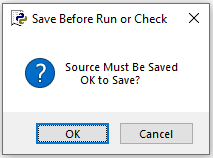 Save Before Run or Check
Source Must Be Saved
OK to Save?
OK
Cancel